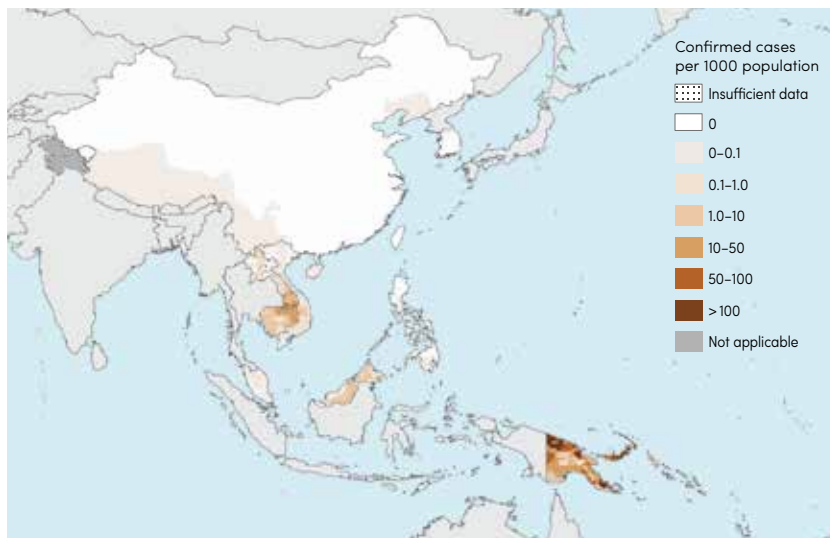 Confirmed cases
per 1000 population
Insufficient data
0
0–0.1
0.1–1.0
1.0–10
10–50
50–100
>100
Not applicable